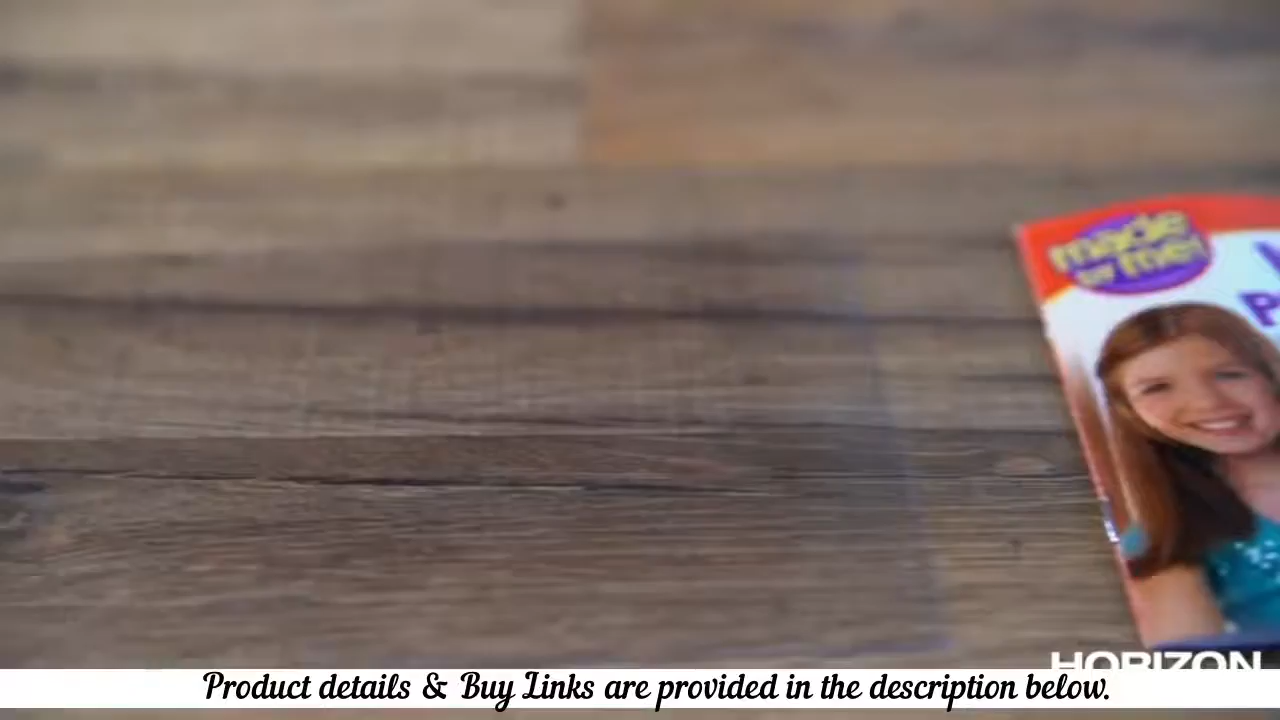 made
by me!
P
HORIZON
Product details & Buy Links are provided in the description below.